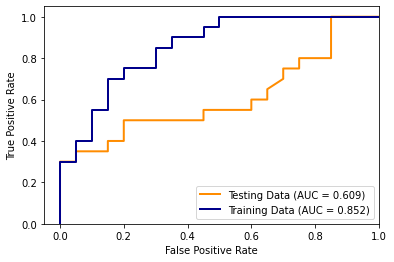 1.0
0.8
0.6
0.4
0.2
0.0
True Positive Rate
Testing Data (AUC = 0.609)
Training Data (AUC = 0.852)
0.0 0.2 0.4 0.6 0.8 1.0
False Positive Rate